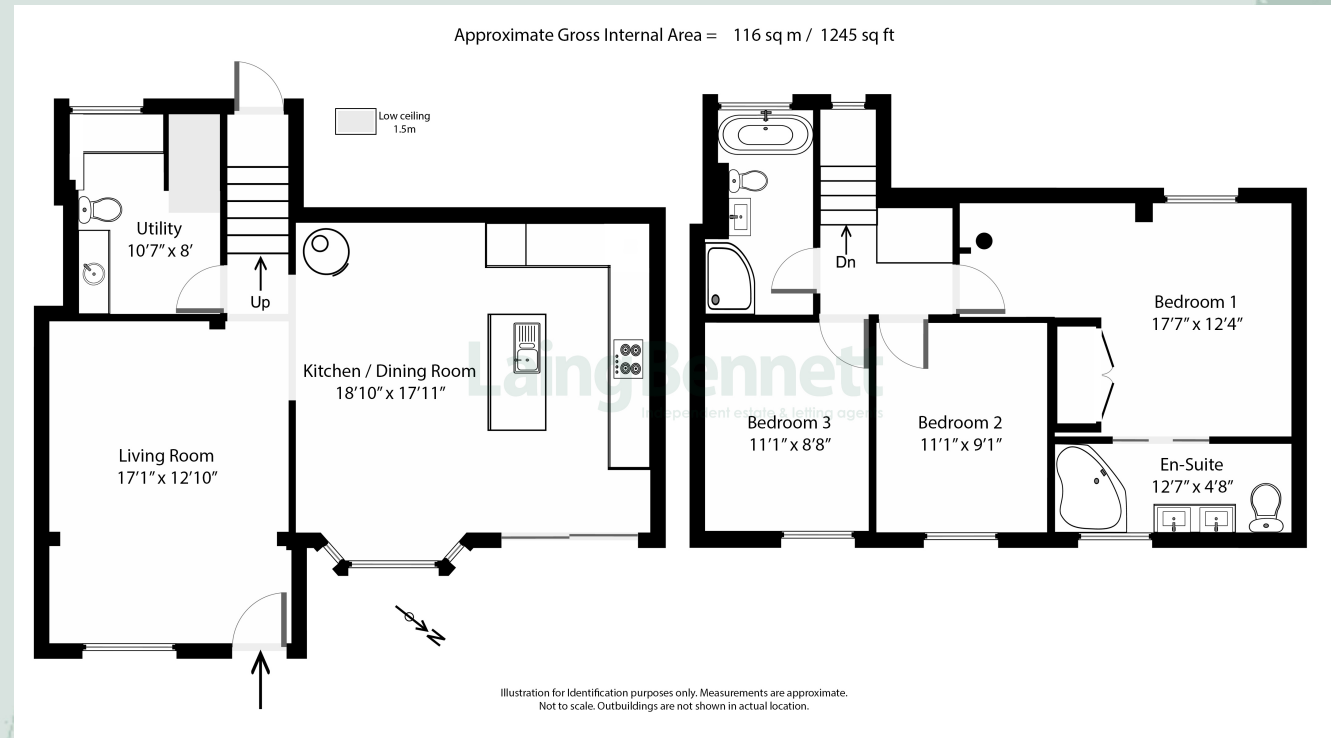 Approximate Gross Internal Area = 116 sq m / 1245 sq ft
Low ceiling
1.5m
Utility
10'7" x 8'
Up
Kitchen / Dining Room
18'10" x 17'11"
Living Room
17'1" x 12'10"
N
Dn
Bedroom 1
17'7" x 12'4"
Bedroom 3
11'1" x 8'8"
Bedroom 2
11'1" x 9'1"
En-Suite
12'7" x 4'8"
Laing Bennett
Independent estate & letting agents
Illustration for Identification purposes only. Measurements are approximate.
Not to scale. Outbuildings are not shown in actual location.